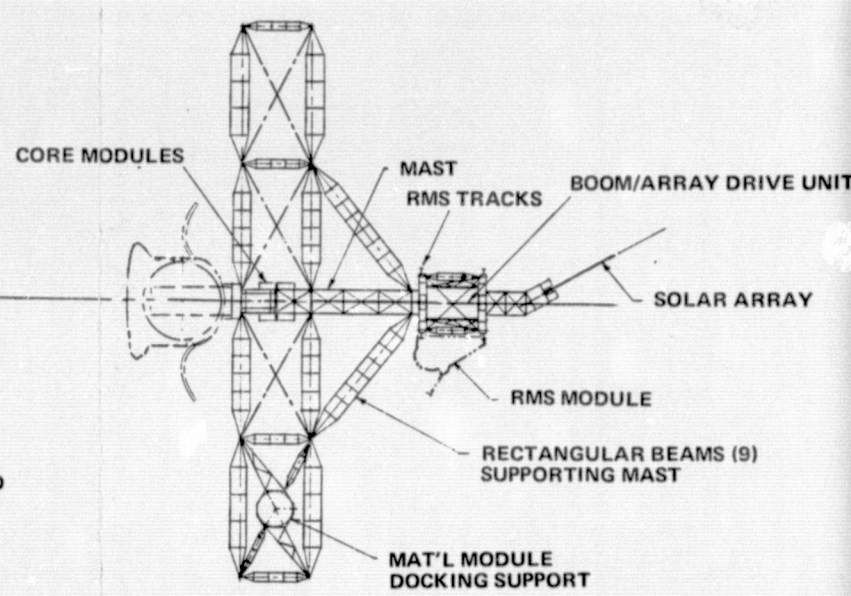 CORE MODULES
MAST
RMS TRACKS
BOOM/ARRAY DRIVE UNIT
SOLAR ARRAY
RMS MODULE
RECTANGULAR BEAMS (9)
SUPPORTING MAST
MAT'L MODULE
DOCKING SUPPORT